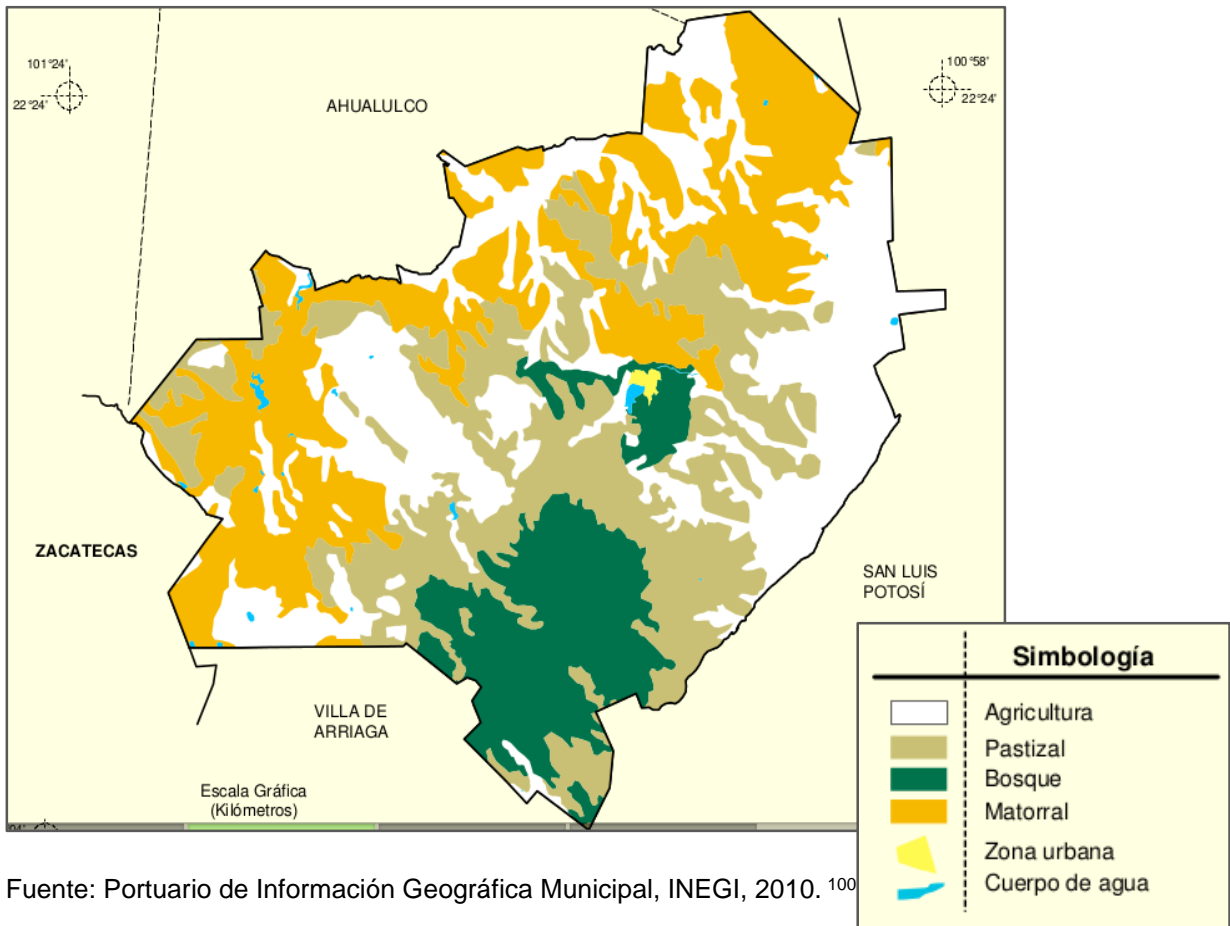 101°24'
22°24'
AHUALULCO
100°58'
22°24'
ZACATECAS
SAN LUIS
POTOSÍ
VILLA DE
ARRIAGA
Escala Gráfica
(Kilómetros)
Simbología
Agricultura
Pastizal
Bosque
Matorral
Zona urbana
Cuerpo de agua
Fuente: Portuario de Información Geográfica Municipal, INEGI, 2010. 100